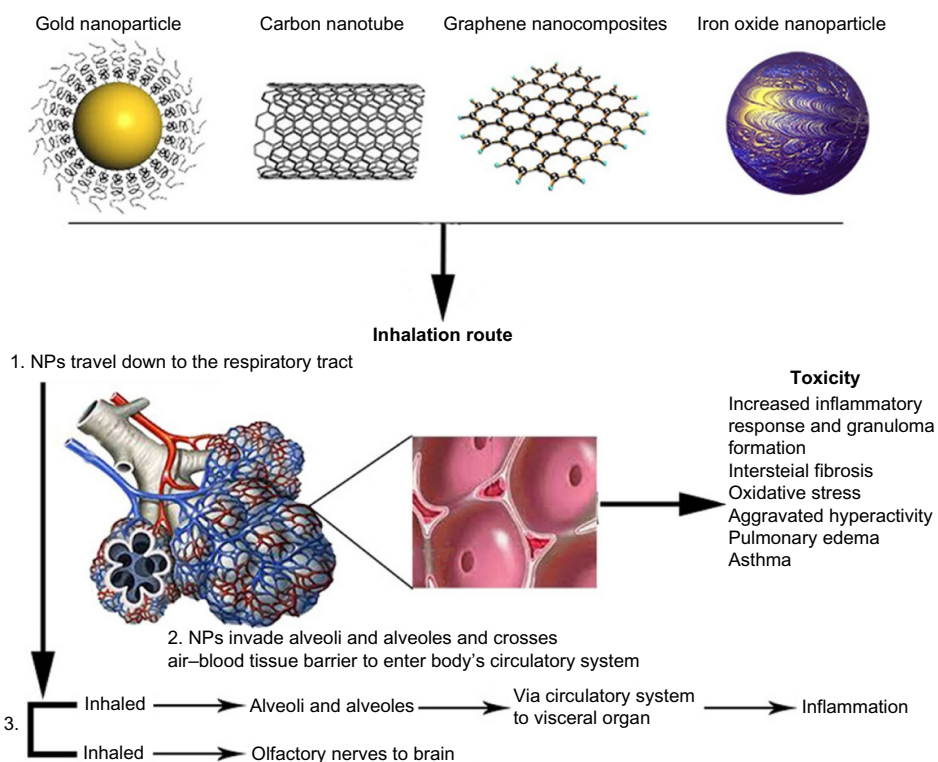 Gold nanoparticle
Carbon nanotube
Graphene nanocomposites
Iron oxide nanoparticle
Inhalation route
1. NPs travel down to the respiratory tract
Toxicity
Increased inflammatory
response and granuloma
formation
Intersteial fibrosis
Oxidative stress
Aggravated hyperactivity
Pulmonary edema
Asthma
2. NPs invade alveoli and alveoles and crosses
air–blood tissue barrier to enter body's circulatory system
3.
Inhaled
Alveoli and alveoles
Via circulatory system
to visceral organ
Inflammation
Inhaled
Olfactory nerves to brain